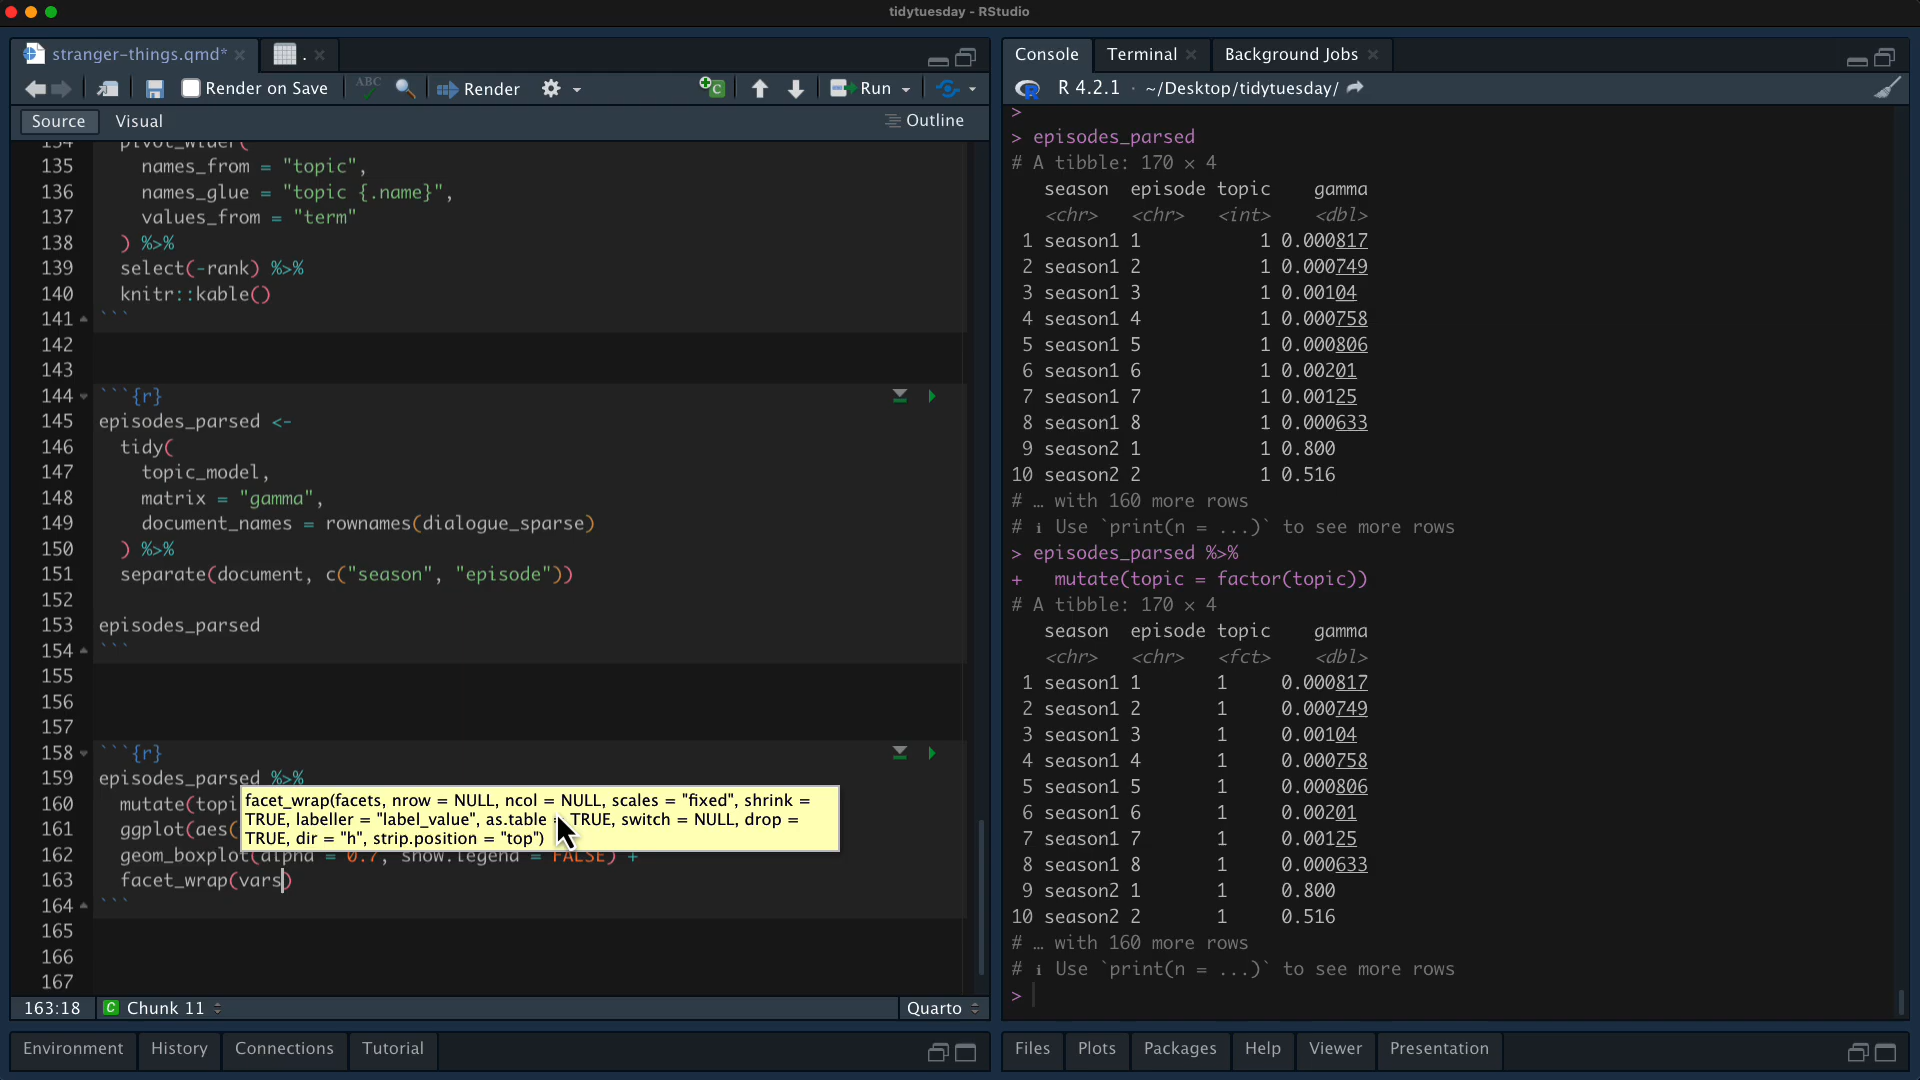 tidytuesday - RStudio
stranger-things.qmd*
.
Render on Save
ABC
Render
Run
Source
Visual
Outline
135
names_from = "topic",
136
names_glue = "topic {.name}",
137
values_from = "term"
138
) %>%
139
select(-rank) %>%
140
knitr::kable()
141
```
142
143
144
```{r}
145
episodes_parsed <-
146
tidy(
147
topic_model,
148
matrix = "gamma",
149
document_names = rownames(dialogue_sparse)
150
) %>%
151
separate(document, c("season", "episode"))
152
153
episodes_parsed
154
```
155
156
157
158
```{r}
159
episodes_parsed %>%
160
mutate(topi
161
ggplot(aes(
162
geom_boxplot(alpha = 0.7, show.legend = FALSE) +
163
facet_wrap(vars)
164
```
165
166
167
facet_wrap(facets, nrow = NULL, ncol = NULL, scales = "fixed", shrink =
TRUE, labeller = "label_value", as.table = TRUE, switch = NULL, drop =
TRUE, dir = "h", strip.position = "top")
163:18
C Chunk 11
Quarto
Environment
History
Connections
Tutorial
Console
Terminal
Background Jobs
R 4.2.1 · ~/Desktop/tidytuesday/
>
> episodes_parsed
# A tibble: 170 × 4
season episode topic gamma
<chr> <chr> <int> <dbl>
1 season1 1 1 0.000817
2 season1 2 1 0.000749
3 season1 3 1 0.00104
4 season1 4 1 0.000758
5 season1 5 1 0.000806
6 season1 6 1 0.00201
7 season1 7 1 0.00125
8 season1 8 1 0.000633
9 season2 1 1 0.800
10 season2 2 1 0.516
# … with 160 more rows
# ℹ Use `print(n = ...)` to see more rows
> episodes_parsed %>%
+ mutate(topic = factor(topic))
# A tibble: 170 × 4
season episode topic gamma
<chr> <chr> <fct> <dbl>
1 season1 1 1 0.000817
2 season1 2 1 0.000749
3 season1 3 1 0.00104
4 season1 4 1 0.000758
5 season1 5 1 0.000806
6 season1 6 1 0.00201
7 season1 7 1 0.00125
8 season1 8 1 0.000633
9 season2 1 1 0.800
10 season2 2 1 0.516
# … with 160 more rows
# ℹ Use `print(n = ...)` to see more rows
>
Files
Plots
Packages
Help
Viewer
Presentation